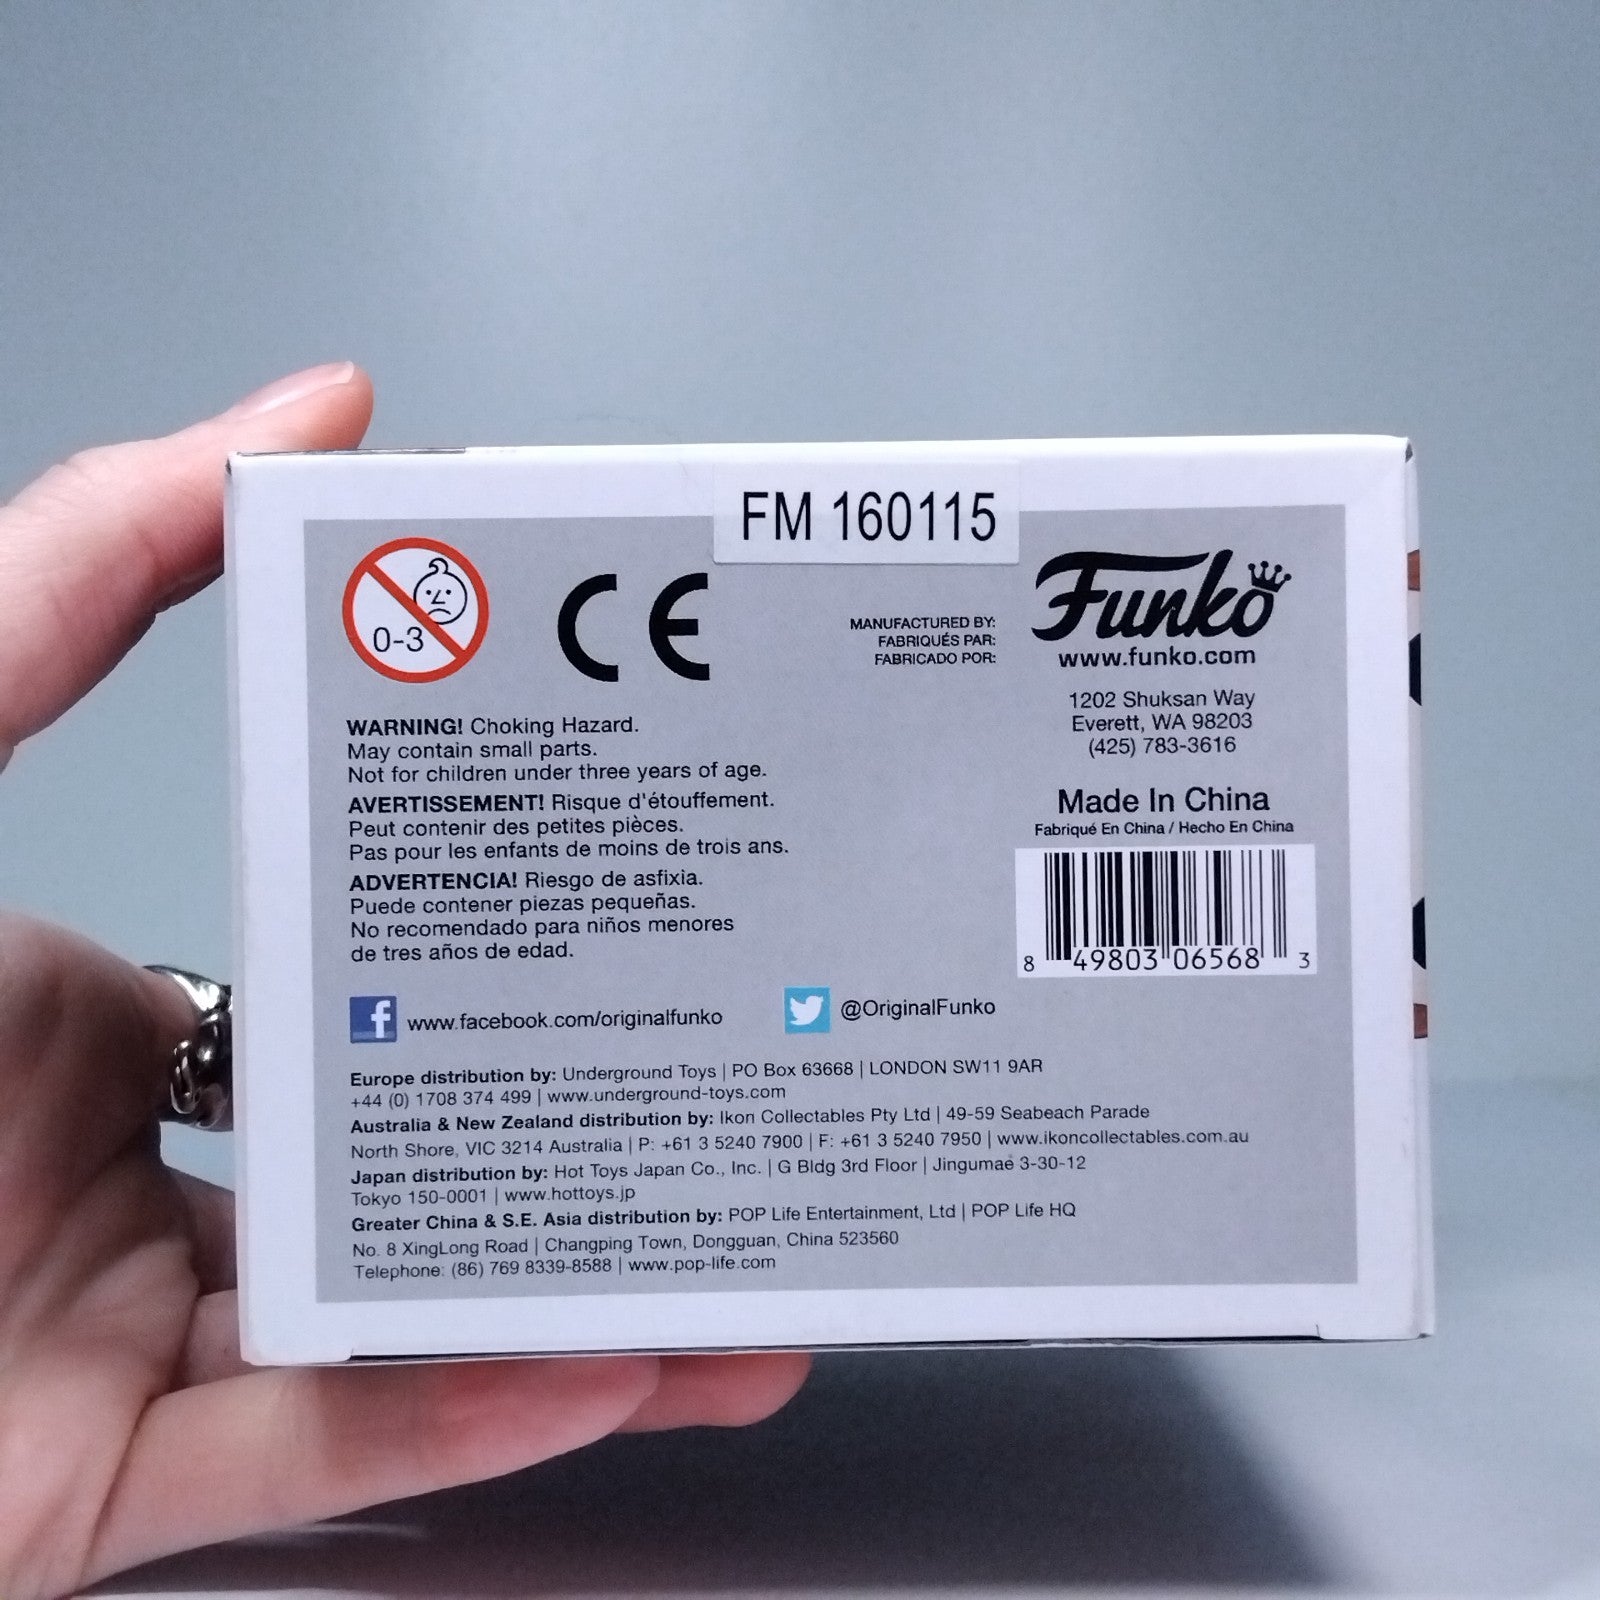 FM 160115
0-3
CE
MANUFACTURED BY:
FABRIQUÉS PAR:
FABRICADO POR:
Funko
www.funko.com
1202 Shuksan Way
Everett, WA 98203
(425) 783-3616
Made In China
Fabriqué En China / Hecho En China
8 49803 06568 3
WARNING! Choking Hazard.
May contain small parts.
Not for children under three years of age.
AVERTISSEMENT! Risque d'étouffement.
Peut contenir des petites pièces.
Pas pour les enfants de moins de trois ans.
ADVERTENCIA! Riesgo de asfixia.
Puede contener piezas pequeñas.
No recomendado para niños menores
de tres años de edad.
f www.facebook.com/originalfunko
@OriginalFunko
Europe distribution by: Underground Toys | PO Box 63668 | LONDON SW11 9AR
+44 (0) 1708 374 499 | www.underground-toys.com
Australia & New Zealand distribution by: Ikon Collectables Pty Ltd | 49-59 Seabeach Parade
North Shore, VIC 3214 Australia | P: +61 3 5240 7900 | F: +61 3 5240 7950 | www.ikoncollectables.com.au
Japan distribution by: Hot Toys Japan Co., Inc. | G Bldg 3rd Floor | Jingumae 3-30-12
Tokyo 150-0001 | www.hottoys.jp
Greater China & S.E. Asia distribution by: POP Life Entertainment, Ltd | POP Life HQ
No. 8 XingLong Road | Changping Town, Dongguan, China 523560
Telephone: (86) 769 8339-8588 | www.pop-life.com